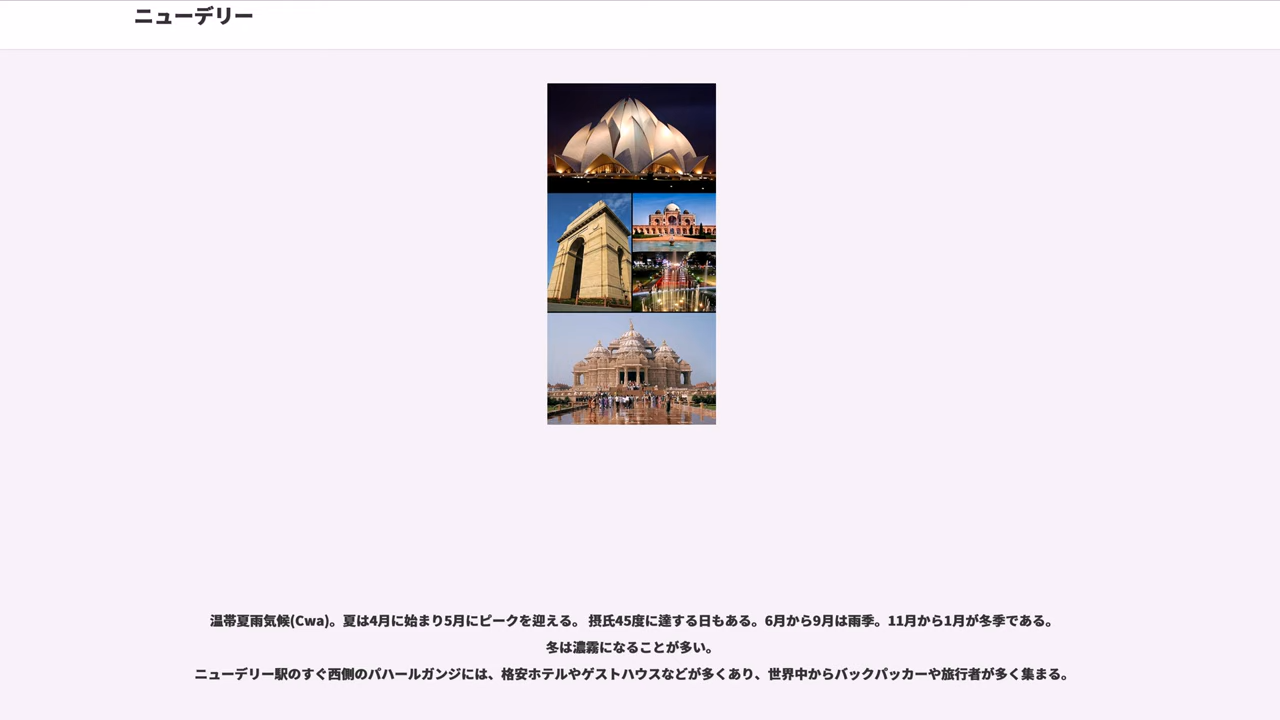 ニューデリー
温帯夏雨気候(Cwa)。夏は4月に始まり5月にピークを迎える。 摂氏45度に達する日もある。6月から9月は雨季。11月から1月が冬季である。
冬は濃霧になることが多い。
ニューデリー駅のすぐ西側のパハールガンジには、格安ホテルやゲストハウスなどが多くあり、世界中からバックパッカーや旅行者が多く集まる。